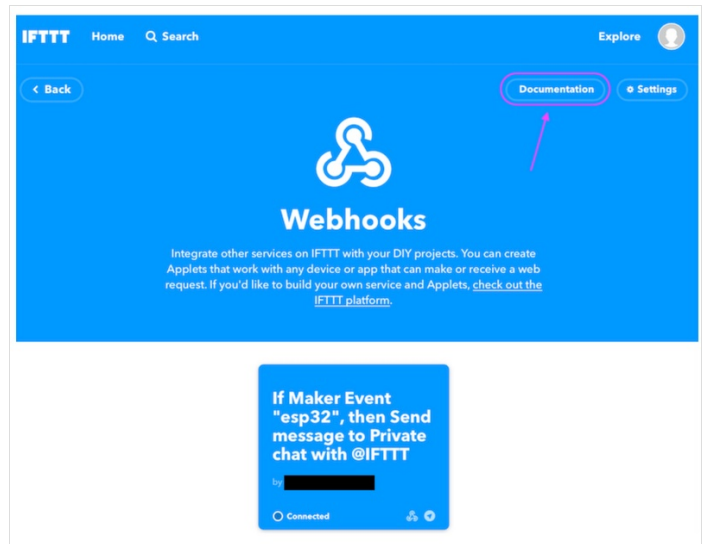 IFTTT Home Search Explore
Back Documentation Settings
Webhooks
Integrate other services on IFTTT with your DIY projects. You can create
Applets that work with any device or app that can make or receive a web
request. If you'd like to build your own service and Applets, check out the
IFTTT platform.
If Maker Event
"esp32", then Send
message to Private
chat with @IFTTT
by
Connected